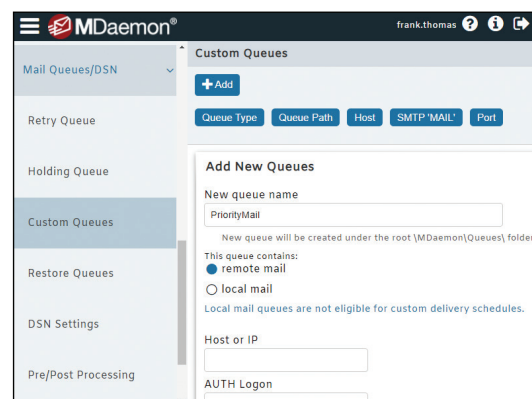 MDaemon®
frank.thomas
Mail Queues/DSN
Retry Queue
Holding Queue
Custom Queues
Restore Queues
DSN Settings
Pre/Post Processing
Custom Queues
Add
Queue Type Queue Path Host SMTP 'MAIL' Port
Add New Queues
New queue name
PriorityMail
New queue will be created under the root \MDaemon\Queues\ folder
This queue contains:
remote mail
local mail
Local mail queues are not eligible for custom delivery schedules.
Host or IP
AUTH Logon